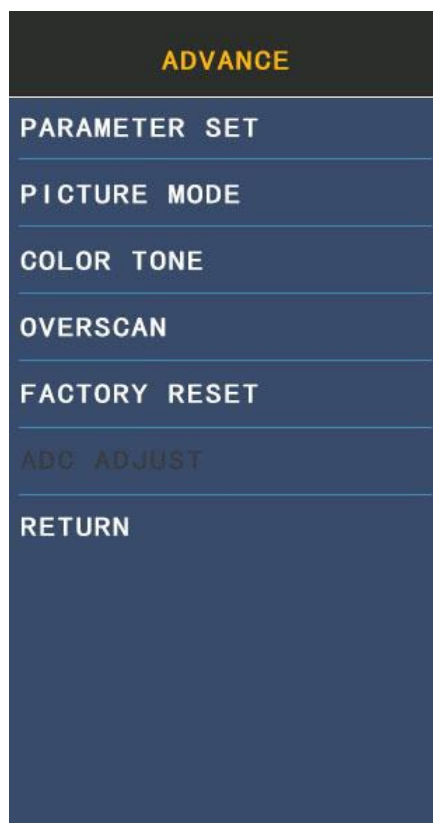 ADVANCE
PARAMETER SET
PICTURE MODE
COLOR TONE
OVERSCAN
FACTORY RESET
ADC ADJUST
RETURN